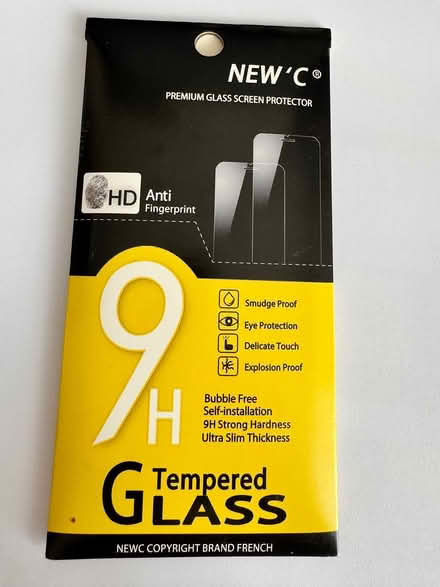 NEW ‘C ®
PREMIUM GLASS SCREEN PROTECTOR
HD
Anti
Fingerprint
9H
Smudge Proof
Eye Protection
Delicate Touch
Explosion Proof
Bubble Free
Self-installation
9H Strong Hardness
Ultra Slim Thickness
Tempered
GLASS
NEWC COPYRIGHT BRAND FRENCH